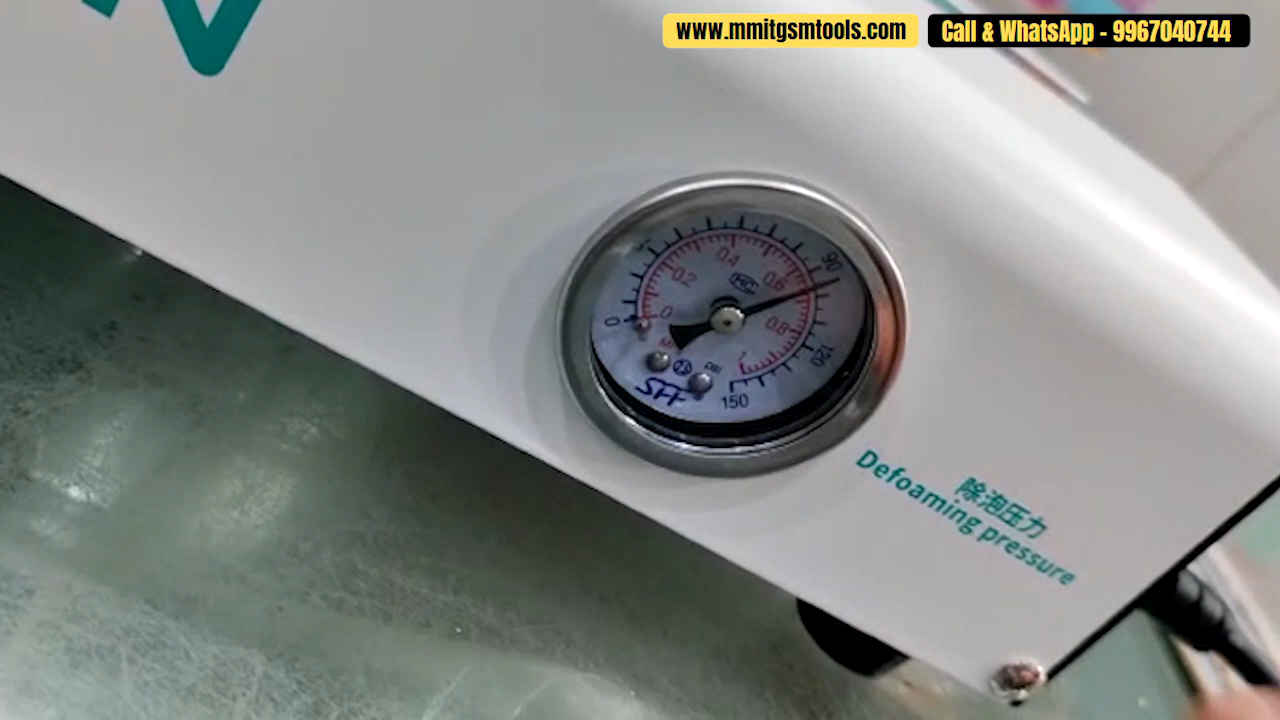 www.mmitgsmtools.com
Call & WhatsApp - 9967040744
0
90
120
150
0
0.2
0.4
0.6
0.8
psi
除泡压力
Defoaming pressure